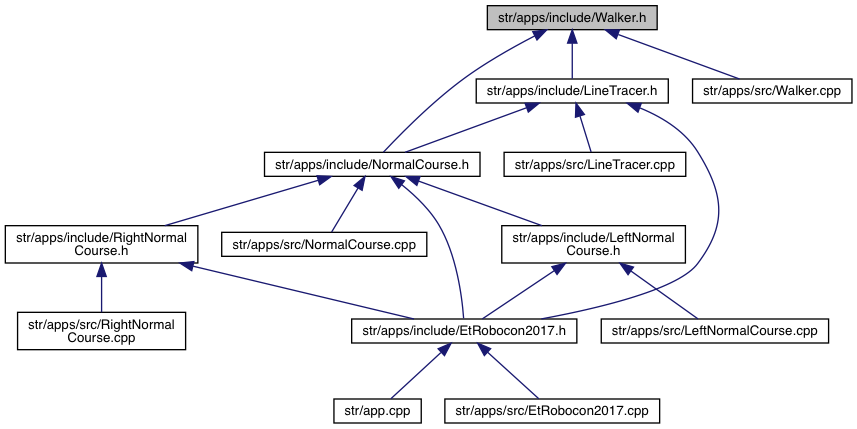 str/apps/include/Walker.h
str/apps/include/LineTracer.h
str/apps/src/Walker.cpp
str/apps/include/NormalCourse.h
str/apps/src/LineTracer.cpp
str/apps/include/RightNormal
Course.h
str/apps/src/NormalCourse.cpp
str/apps/include/LeftNormal
Course.h
str/apps/src/RightNormal
Course.cpp
str/apps/include/EtRobocon2017.h
str/apps/src/LeftNormalCourse.cpp
str/app.cpp
str/apps/src/EtRobocon2017.cpp